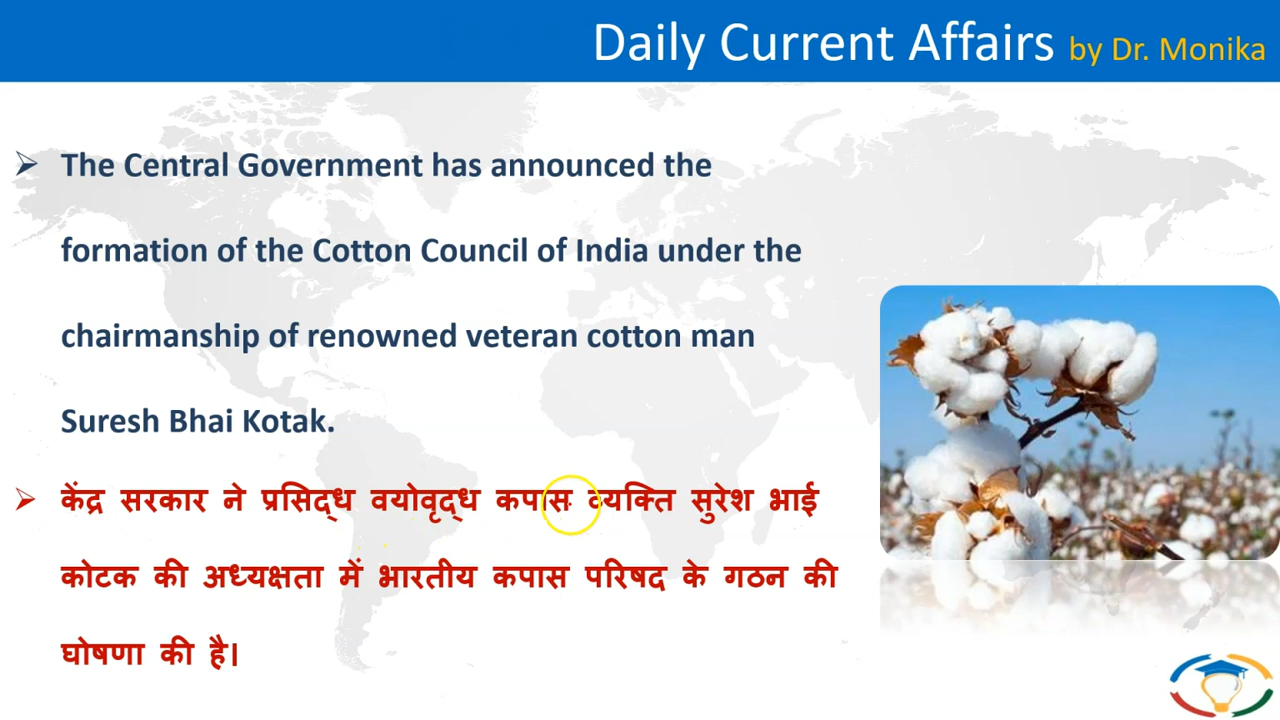 Daily Current Affairs by Dr. Monika
➢ The Central Government has announced the
formation of the Cotton Council of India under the
chairmanship of renowned veteran cotton man
Suresh Bhai Kotak.
➢ केंद्र सरकार ने प्रसिद्ध वयोवृद्ध कपास व्यक्ति सुरेश भाई
कोटक की अध्यक्षता में भारतीय कपास परिषद के गठन की
घोषणा की है।